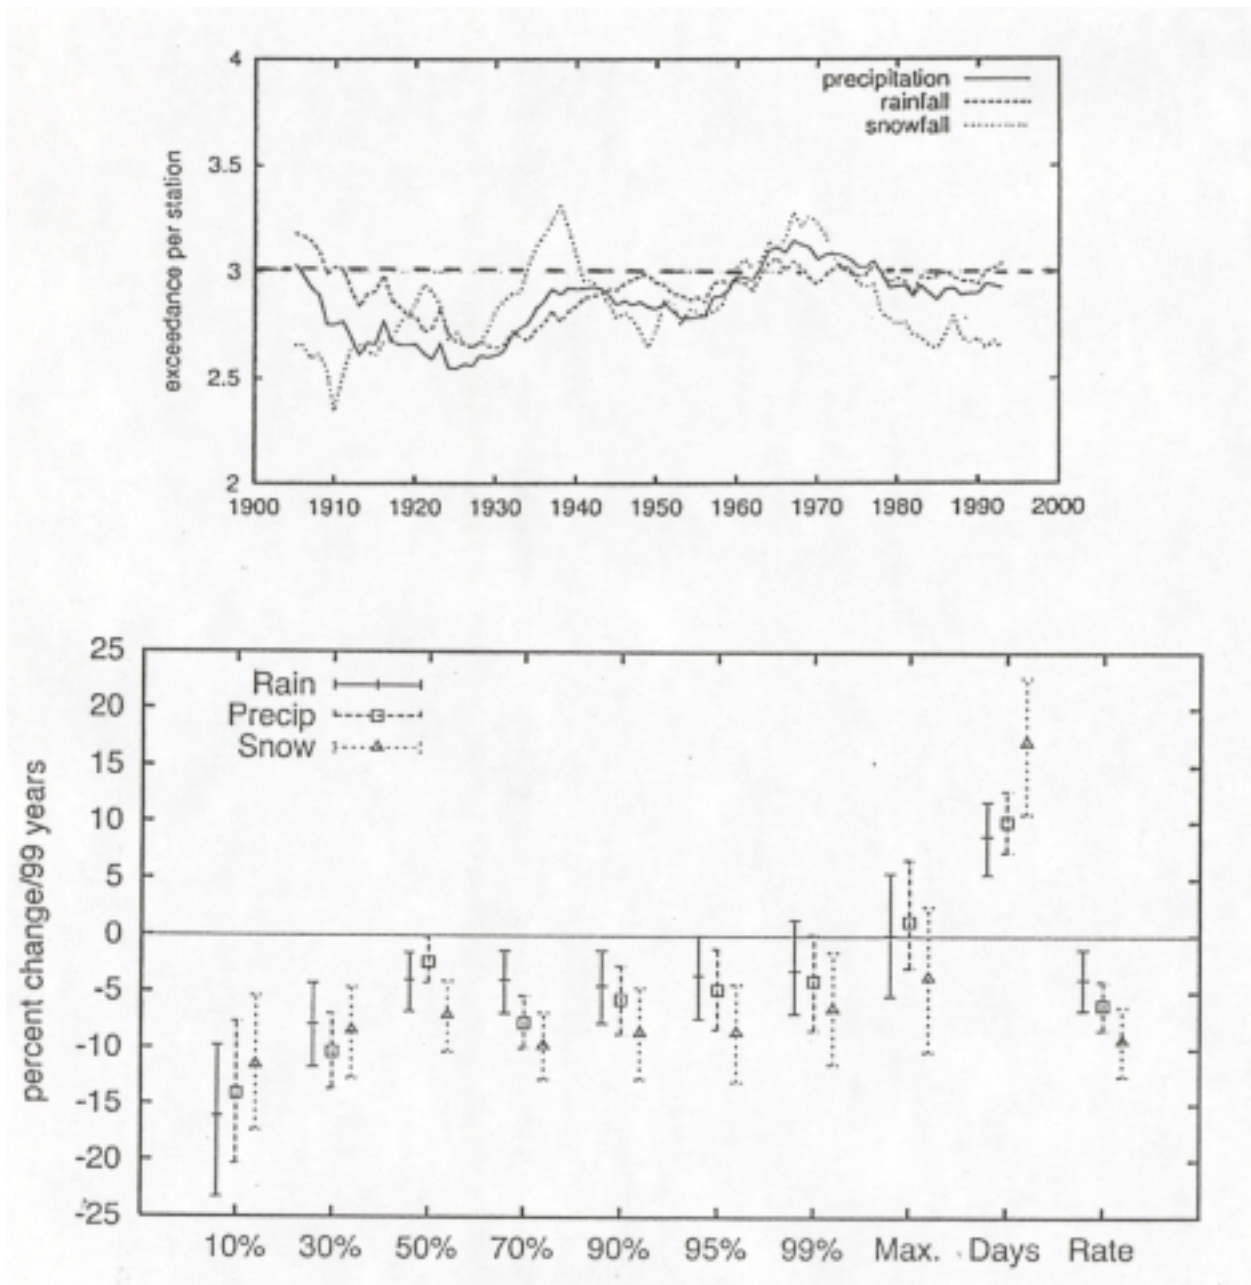 4
precipitation
rainfall
snowfall
3.5
exceedance per station
3
2.5
2
1900 1910 1920 1930 1940 1950 1960 1970 1980 1990 2000
25
Rain
20
Precip
Snow
15
percent change/99 years
10
5
0
-5
-10
-15
-20
-25
10% 30% 50% 70% 90% 95% 99% Max. Days Rate